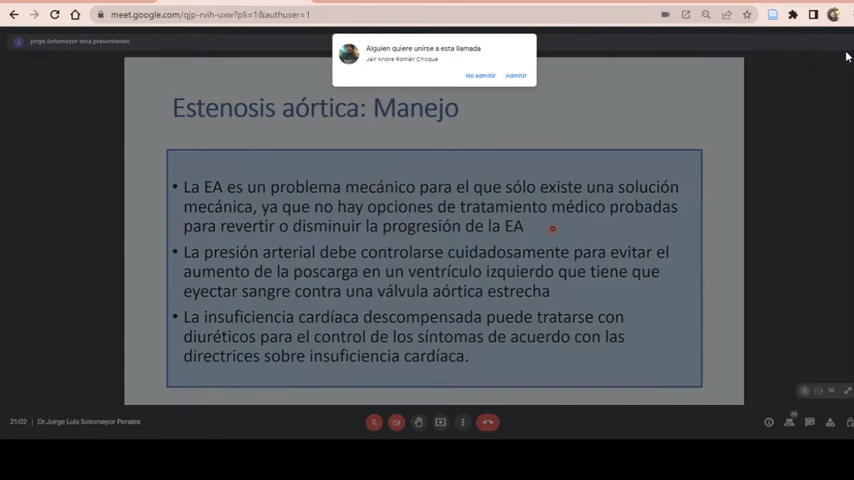 meet.google.com/qjp-rvih-uxw?pli=1&authuser=1
Jorge Sotomayor está presentando
Alguien quiere unirse a esta llamada
Jair Andre Román Choque
No admitir Admitir
Estenosis aórtica: Manejo
• La EA es un problema mecánico para el que sólo existe una solución
mecánica, ya que no hay opciones de tratamiento médico probadas
para revertir o disminuir la progresión de la EA
• La presión arterial debe controlarse cuidadosamente para evitar el
aumento de la poscarga en un ventrículo izquierdo que tiene que
eyectar sangre contra una válvula aórtica estrecha
• La insuficiencia cardíaca descompensada puede tratarse con
diuréticos para el control de los síntomas de acuerdo con las
directrices sobre insuficiencia cardíaca.
21:02 | Dr.Jorge Luis Sotomayor Perales